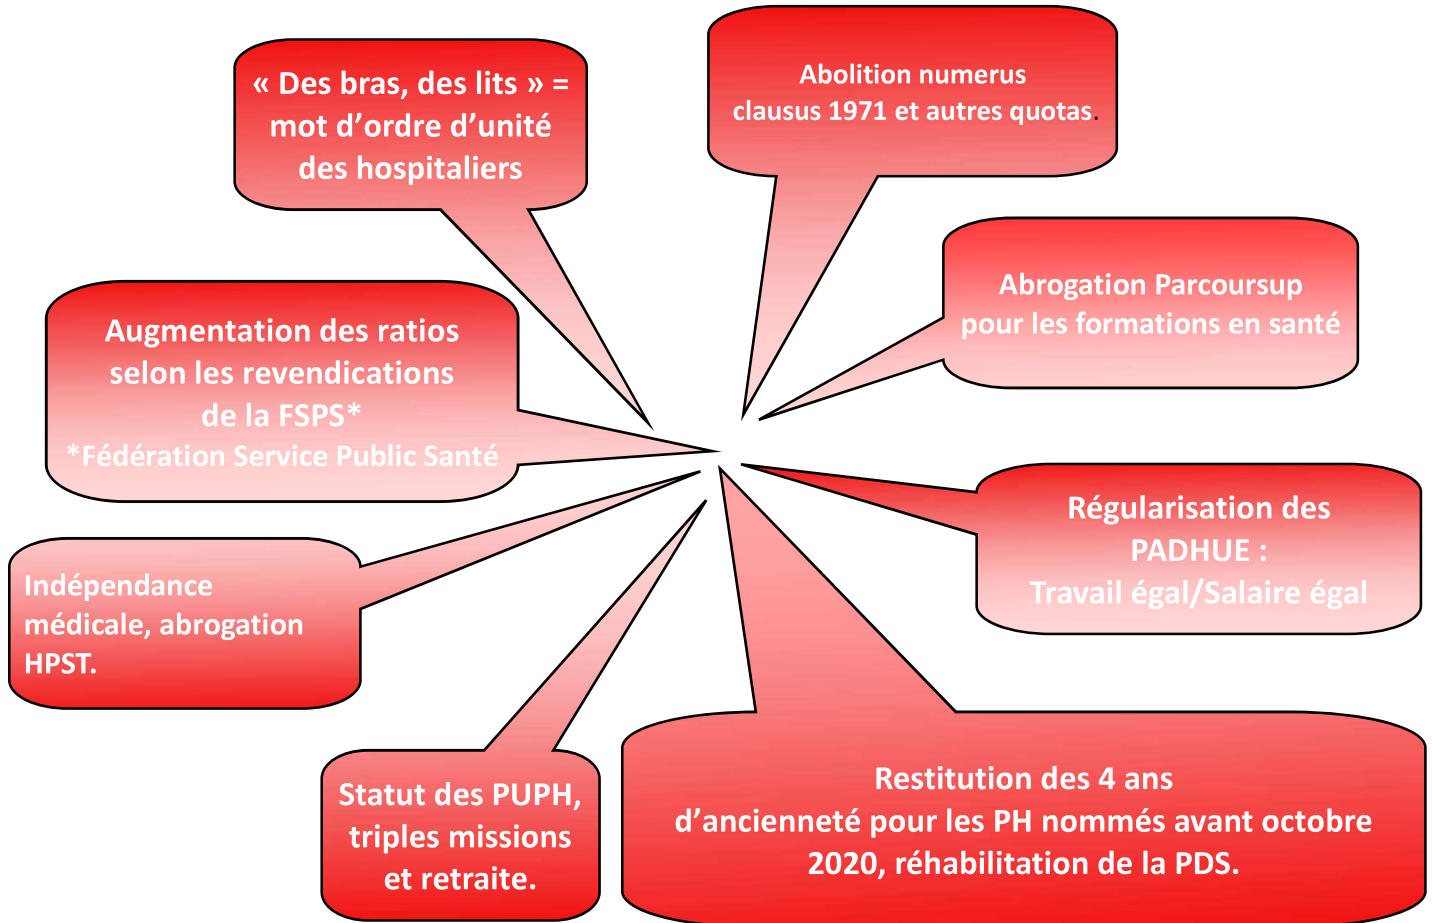 « Des bras, des lits » =
mot d’ordre d’unité
des hospitaliers
Abolition numerus
clausus 1971 et autres quotas.
Abrogation Parcoursup
pour les formations en santé
Augmentation des ratios
selon les revendications
de la FSPS*
*Fédération Service Public Santé
Régularisation des
PADHUE :
Travail égal/Salaire égal
Indépendance
médicale, abrogation
HPST.
Statut des PUPH,
triples missions
et retraite.
Restitution des 4 ans
d’ancienneté pour les PH nommés avant octobre
2020, réhabilitation de la PDS.